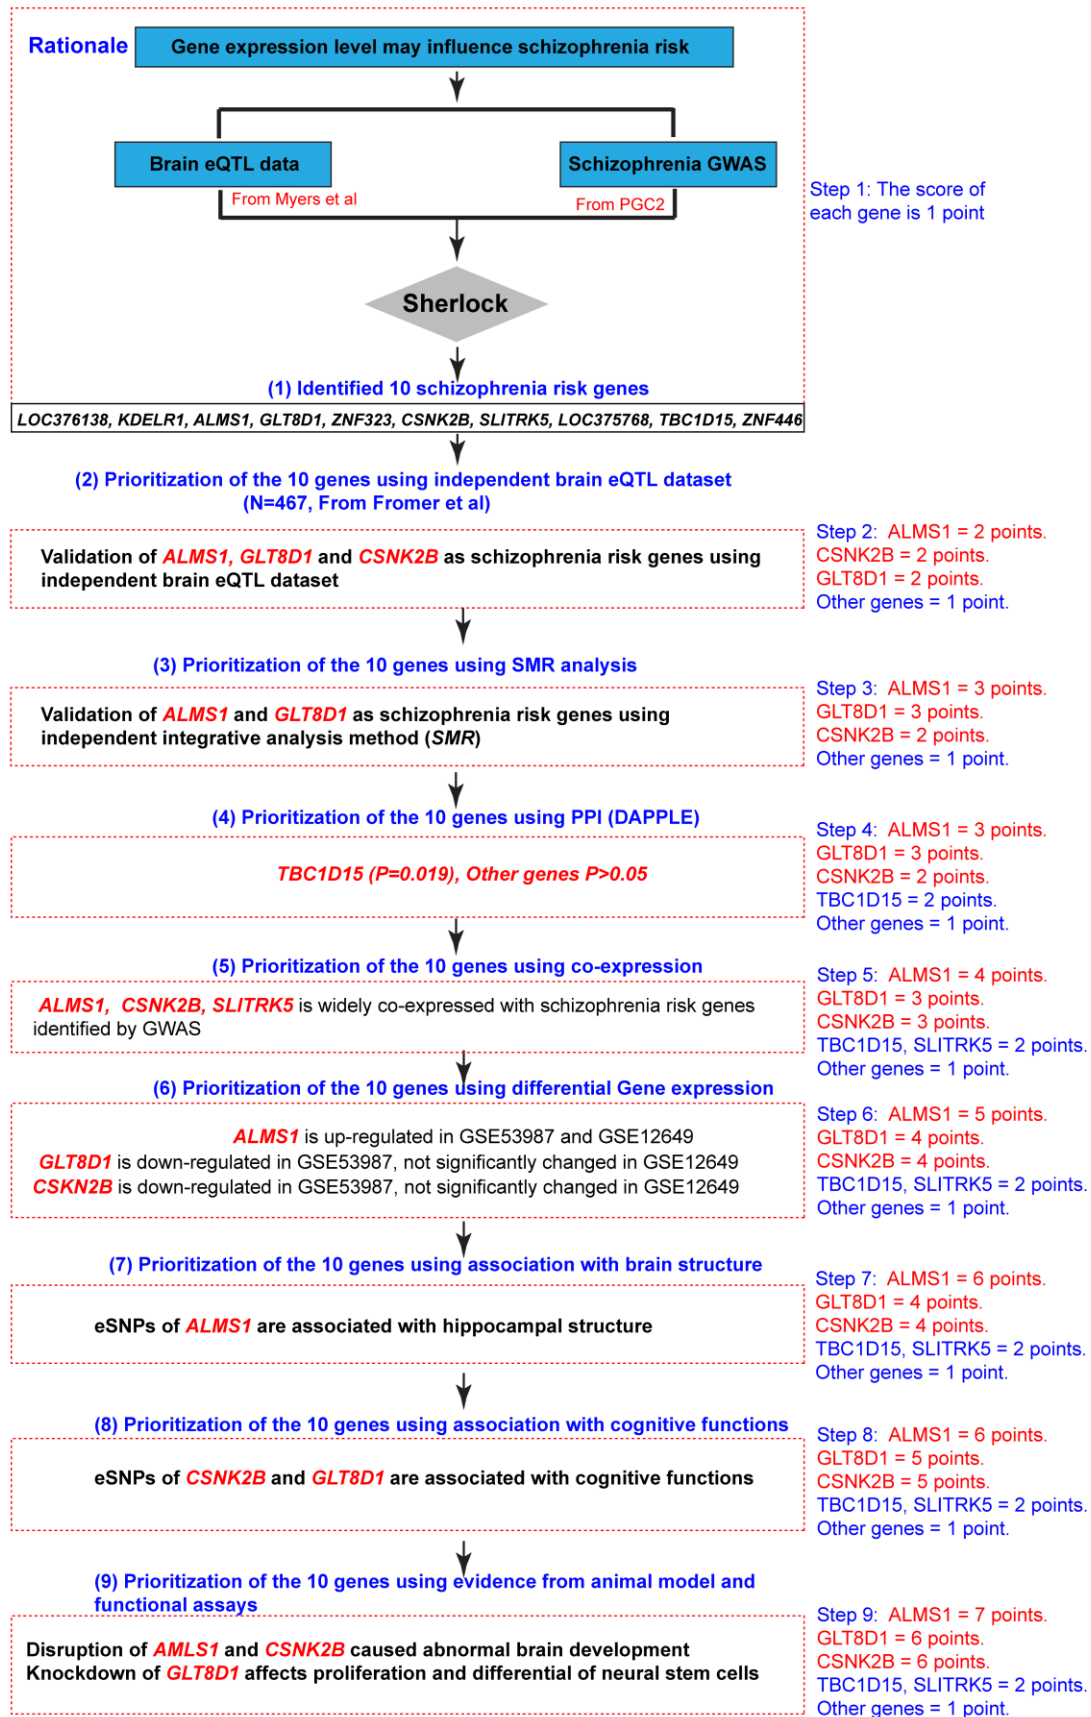 Rationale
Gene expression level may influence schizophrenia risk
Brain eQTL data
Schizophrenia GWAS
From Myers et al
From PGC2
Step 1: The score of
each gene is 1 point
Sherlock
(1) Identified 10 schizophrenia risk genes
LOC376138, KDELR1, ALMS1, GLT8D1, ZNF323, CSNK2B, SLITRK5, LOC375768, TBC1D15, ZNF446
(2) Prioritization of the 10 genes using independent brain eQTL dataset
(N=467, From Fromer et al)
Validation of ALMS1, GLT8D1 and CSNK2B as schizophrenia risk genes using
independent brain eQTL dataset
Step 2: ALMS1 = 2 points.
CSNK2B = 2 points.
GLT8D1 = 2 points.
Other genes = 1 point.
(3) Prioritization of the 10 genes using SMR analysis
Validation of ALMS1 and GLT8D1 as schizophrenia risk genes using
independent integrative analysis method (SMR)
Step 3: ALMS1 = 3 points.
GLT8D1 = 3 points.
CSNK2B = 2 points.
Other genes = 1 point.
(4) Prioritization of the 10 genes using PPI (DAPPLE)
TBC1D15 (P=0.019), Other genes P>0.05
Step 4: ALMS1 = 3 points.
GLT8D1 = 3 points.
CSNK2B = 2 points.
TBC1D15 = 2 points.
Other genes = 1 point.
(5) Prioritization of the 10 genes using co-expression
ALMS1, CSNK2B, SLITRK5 is widely co-expressed with schizophrenia risk genes
identified by GWAS
Step 5: ALMS1 = 4 points.
GLT8D1 = 3 points.
CSNK2B = 3 points.
TBC1D15, SLITRK5 = 2 points.
Other genes = 1 point.
(6) Prioritization of the 10 genes using differential Gene expression
ALMS1 is up-regulated in GSE53987 and GSE12649
GLT8D1 is down-regulated in GSE53987, not significantly changed in GSE12649
CSKN2B is down-regulated in GSE53987, not significantly changed in GSE12649
Step 6: ALMS1 = 5 points.
GLT8D1 = 4 points.
CSNK2B = 4 points.
TBC1D15, SLITRK5 = 2 points.
Other genes = 1 point.
(7) Prioritization of the 10 genes using association with brain structure
eSNPs of ALMS1 are associated with hippocampal structure
Step 7: ALMS1 = 6 points.
GLT8D1 = 4 points.
CSNK2B = 4 points.
TBC1D15, SLITRK5 = 2 points.
Other genes = 1 point.
(8) Prioritization of the 10 genes using association with cognitive functions
eSNPs of CSNK2B and GLT8D1 are associated with cognitive functions
Step 8: ALMS1 = 6 points.
GLT8D1 = 5 points.
CSNK2B = 5 points.
TBC1D15, SLITRK5 = 2 points.
Other genes = 1 point.
(9) Prioritization of the 10 genes using evidence from animal model and
functional assays
Disruption of AMLS1 and CSNK2B caused abnormal brain development
Knockdown of GLT8D1 affects proliferation and differential of neural stem cells
Step 9: ALMS1 = 7 points.
GLT8D1 = 6 points.
CSNK2B = 6 points.
TBC1D15, SLITRK5 = 2 points.
Other genes = 1 point.